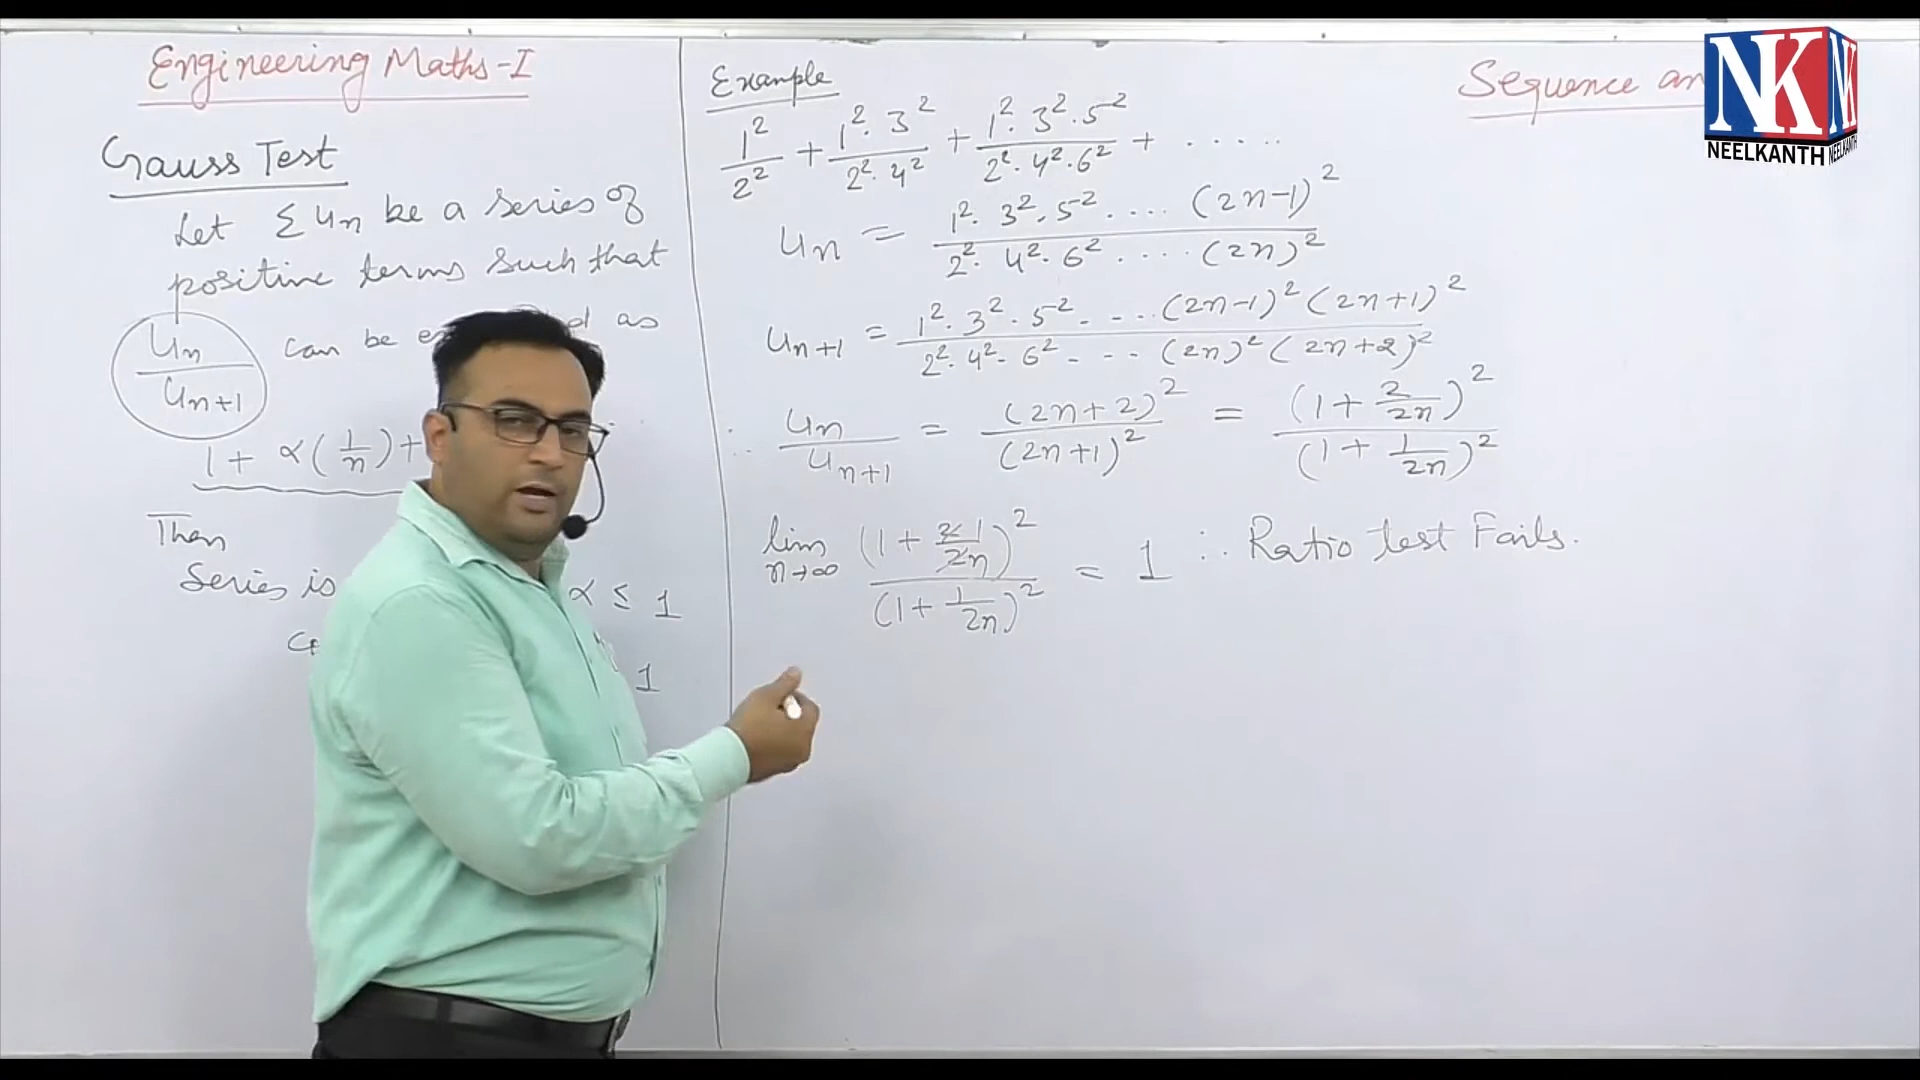 Engineering Maths-I
Gauss Test
Let Σ un be a series of
positive terms such that
un/un+1 can be as
1 + α(1/n) +
Then
Series is α ≤ 1
1
Example
1²/2² + 1²·3²/2²·4² + 1²·3²·5²/2²·4²·6² + ......
un = 1²·3²·5²....(2n-1)²/2²·4²·6²....(2n)²
un+1 = 1²·3²·5²....(2n-1)²(2n+1)²/2²·4²·6²....(2n)²(2n+2)²
∴ un/un+1 = (2n+2)²/(2n+1)² = (1+2/2n)²/(1+1/2n)²
lim n→∞ (1+2 1/2n)²/(1+1/2n)² = 1 ∴ Ratio test Fails.
Sequence an
NK
NEELKANTH
NEELKANTH